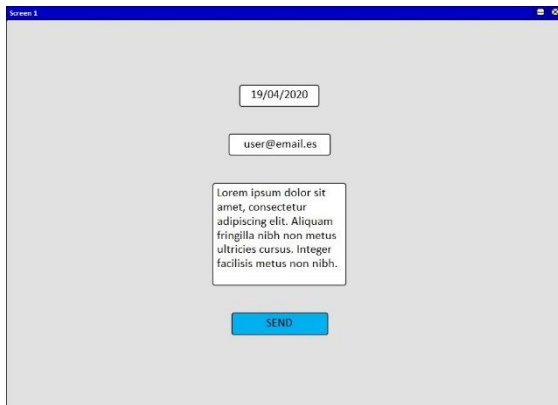 Screen 1
19/04/2020
user@email.es
Lorem ipsum dolor sit
amet, consectetur
adipiscing elit. Aliquam
fringilla nibh non metus
ultricies cursus. Integer
facilisis metus non nibh.
SEND